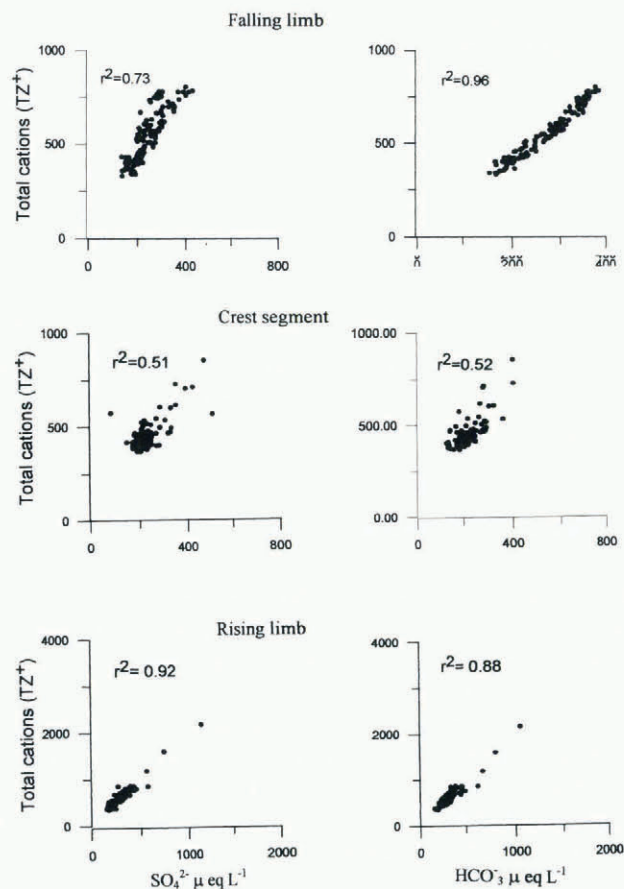 Falling limb
Total cations (TZ+)
1000
500
0
r²=0.73
0
400
800
1000
500
0
r²=0.96
0
Crest segment
Total cations (TZ+)
1000
500
0
r²=0.51
0
400
800
1000.00
500.00
0.00
r²=0.52
0
400
800
Rising limb
Total cations (TZ+)
4000
2000
0
r²= 0.92
0
1000
2000
SO₄²⁻ µ eq L⁻¹
4000
2000
0
r²= 0.88
0
1000
2000
HCO⁻₃ µ eq L⁻¹